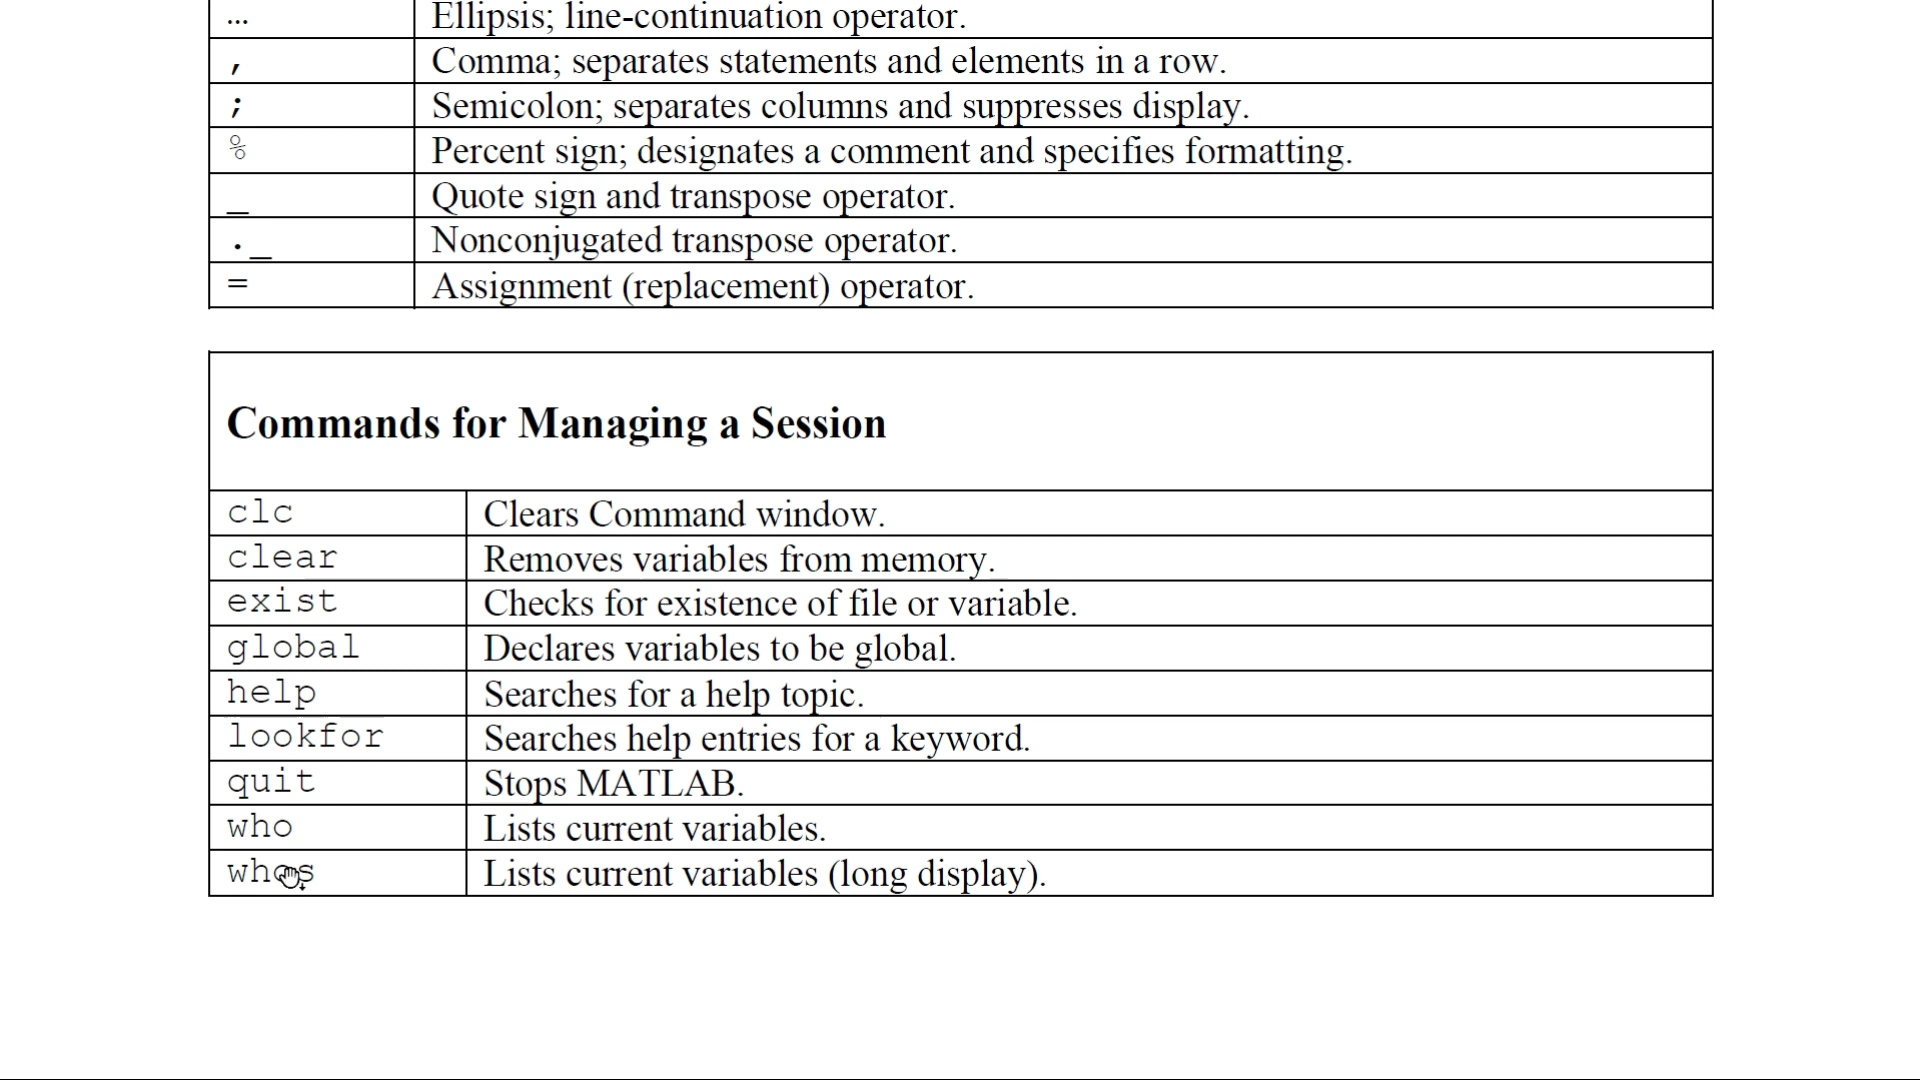 … Ellipsis; line-continuation operator.
, Comma; separates statements and elements in a row.
; Semicolon; separates columns and suppresses display.
% Percent sign; designates a comment and specifies formatting.
_ Quote sign and transpose operator.
._ Nonconjugated transpose operator.
= Assignment (replacement) operator.
Commands for Managing a Session
clc Clears Command window.
clear Removes variables from memory.
exist Checks for existence of file or variable.
global Declares variables to be global.
help Searches for a help topic.
lookfor Searches help entries for a keyword.
quit Stops MATLAB.
who Lists current variables.
whos Lists current variables (long display).